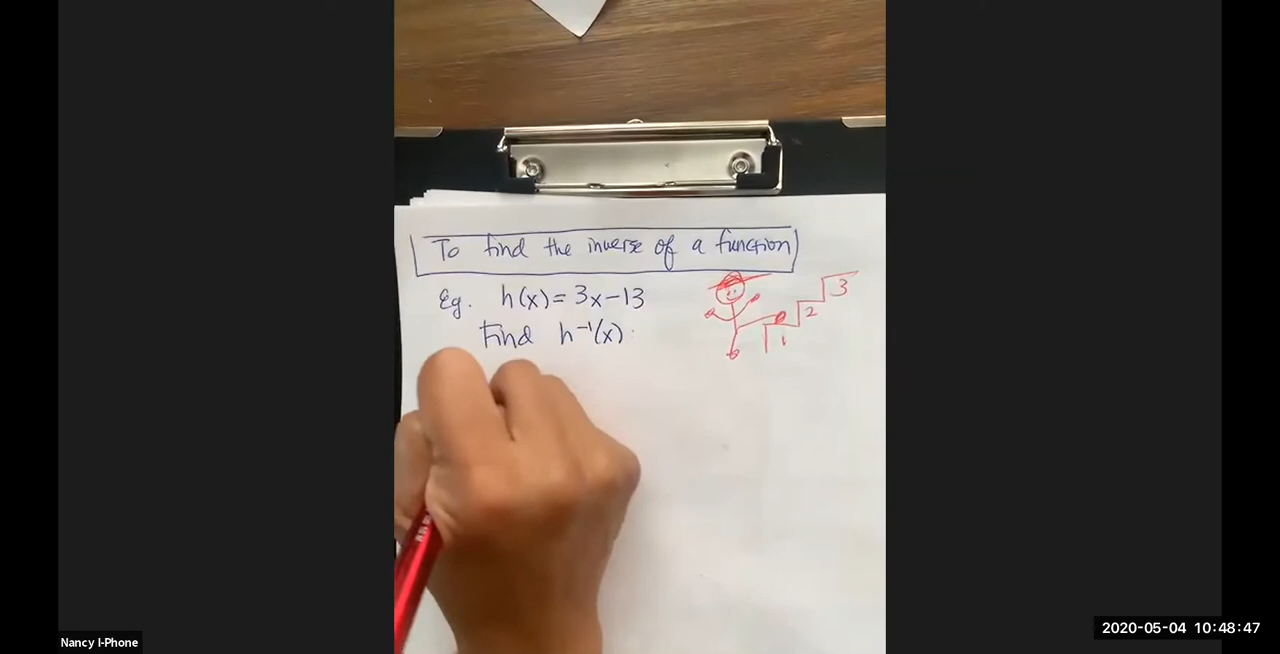 To find the inverse of a function
Eg. h(x) = 3x-13
Find h⁻¹(x).
1
2
3
Nancy I-Phone
2020-05-04 10:48:47